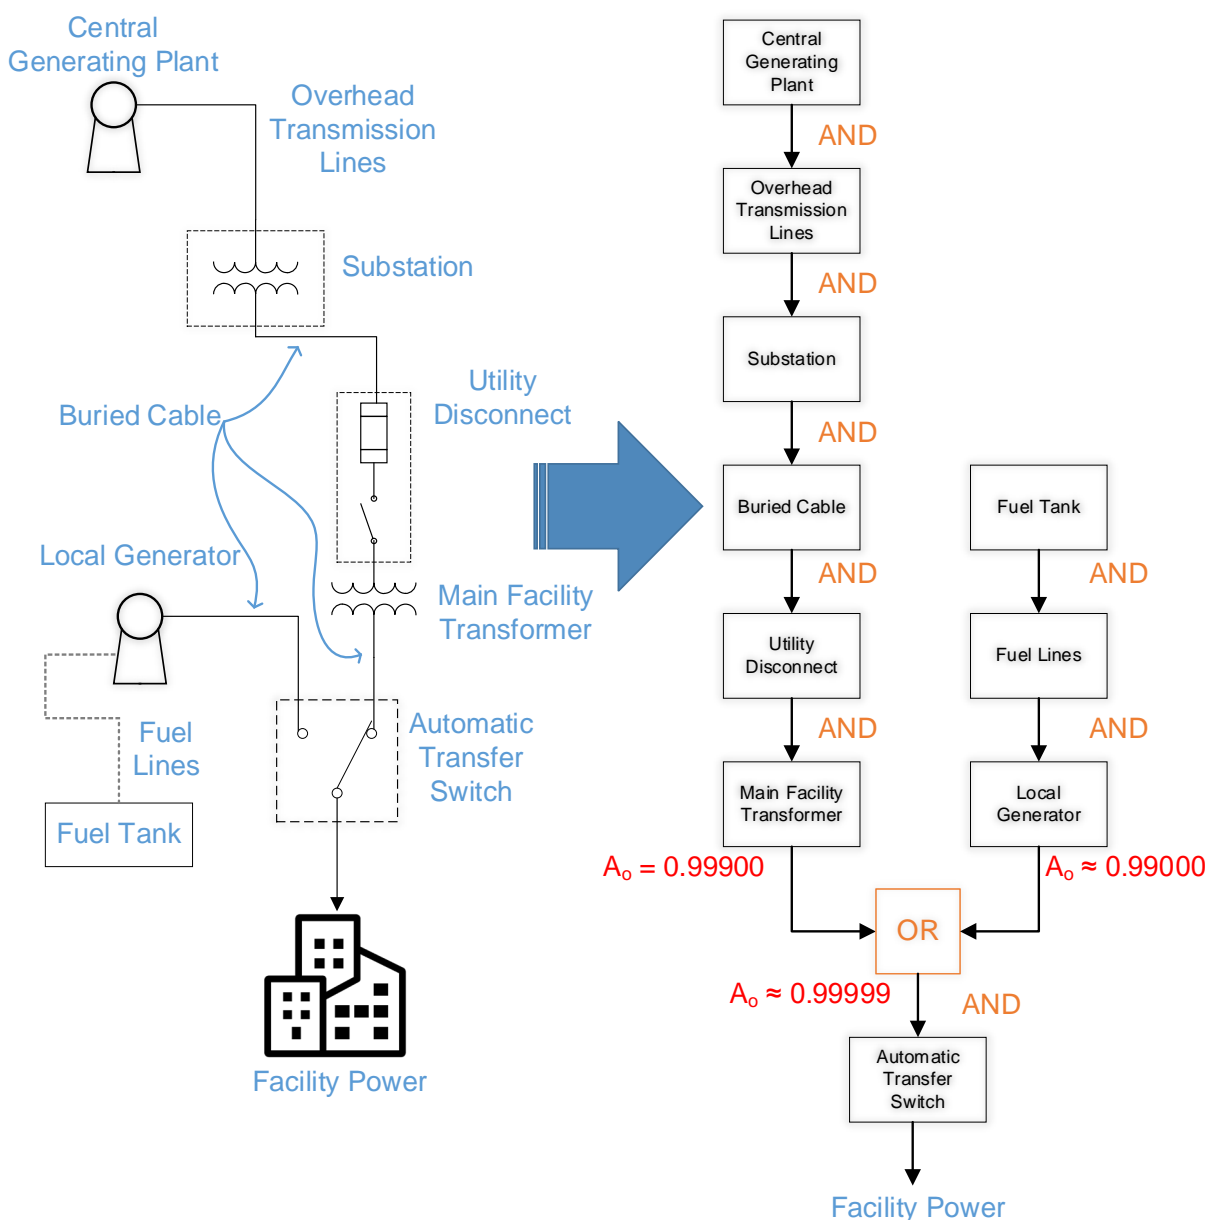 Central
Generating Plant
Overhead
Transmission
Lines
Substation
Buried Cable
Utility
Disconnect
Local Generator
Main Facility
Transformer
Fuel
Lines
Automatic
Transfer
Switch
Fuel Tank
Facility Power
Central
Generating
Plant
AND
Overhead
Transmission
Lines
AND
Substation
AND
Buried Cable
AND
Utility
Disconnect
AND
Main Facility
Transformer
Aₒ = 0.99900
Fuel Tank
AND
Fuel Lines
AND
Local
Generator
Aₒ ≈ 0.99000
OR
Aₒ ≈ 0.99999
AND
Automatic
Transfer
Switch
Facility Power